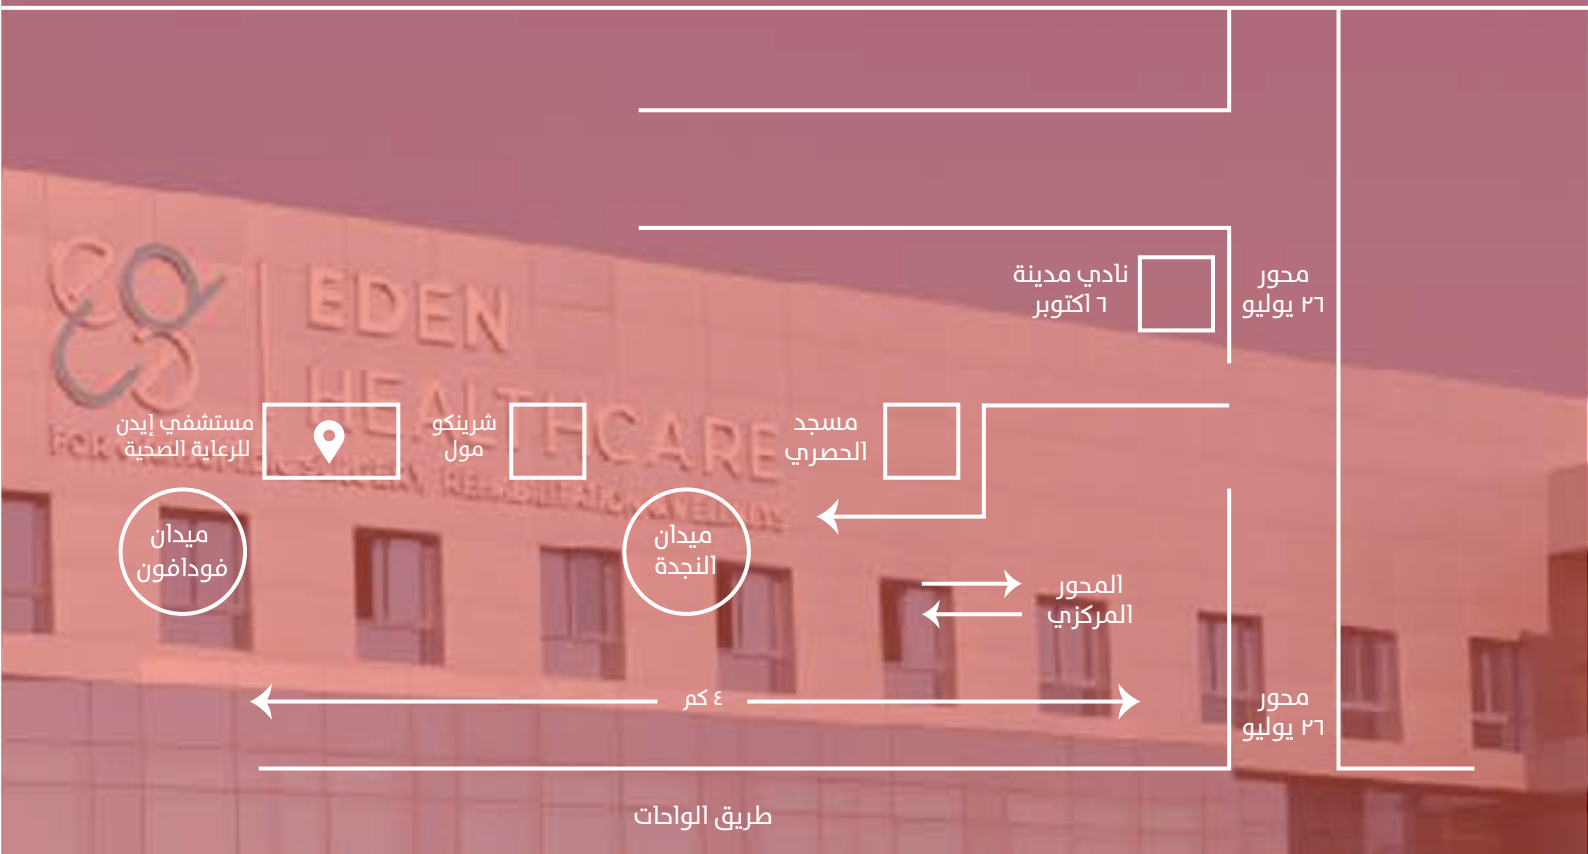 نادي مدينة
٦ اكتوبر
محور
٢٦ يوليو
EDEN
HEALTHCARE
مستشفي إيدن
للرعاية الصحية
شرينكو
مول
مسجد
الحصري
ميدان
فودافون
ميدان
النجدة
المحور
المركزي
٤ كم
محور
٢٦ يوليو
طريق الواحات